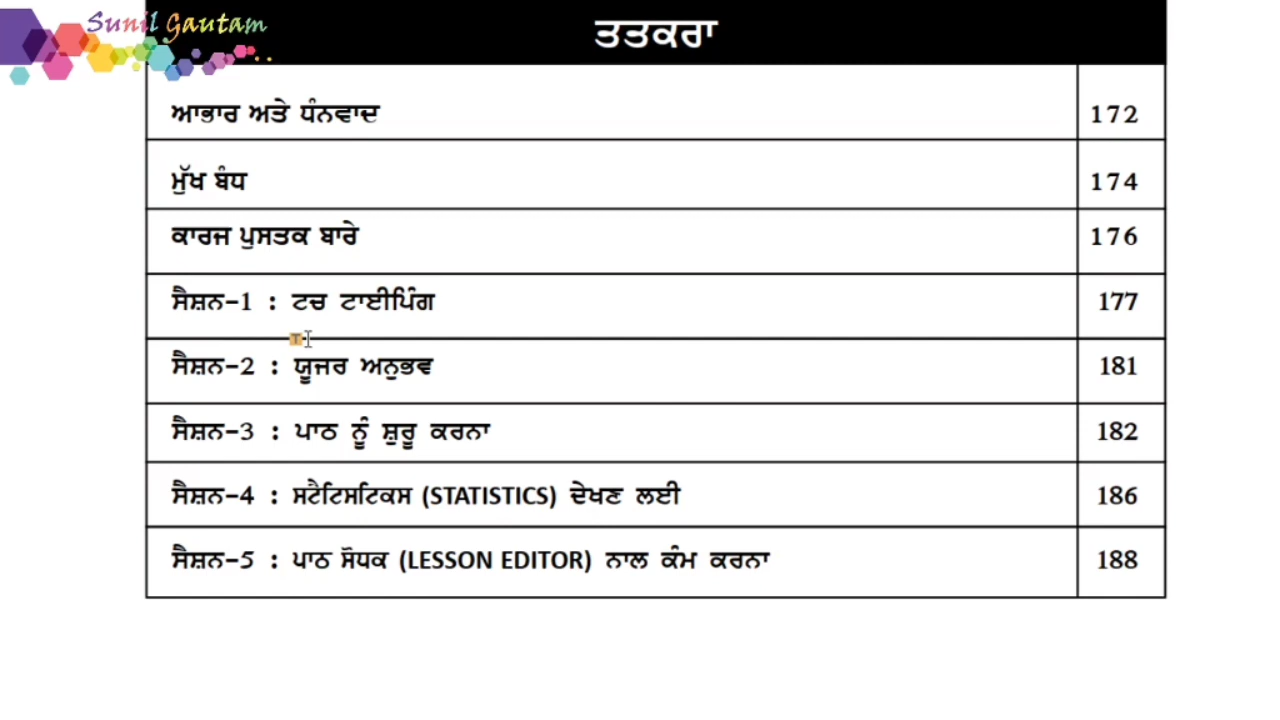 Sunil Gautam
ਤਤਕਰਾ
ਆਭਾਰ ਅਤੇ ਧੰਨਵਾਦ 172
ਮੁੱਖ ਬੰਧ 174
ਕਾਰਜ ਪੁਸਤਕ ਬਾਰੇ 176
ਸੈਸ਼ਨ-1 : ਟਚ ਟਾਈਪਿੰਗ 177
ਸੈਸ਼ਨ-2 : ਯੂਜਰ ਅਨੁਭਵ 181
ਸੈਸ਼ਨ-3 : ਪਾਠ ਨੂੰ ਸ਼ੁਰੂ ਕਰਨਾ 182
ਸੈਸ਼ਨ-4 : ਸਟੈਟਿਸਟਿਕਸ (STATISTICS) ਦੇਖਣ ਲਈ 186
ਸੈਸ਼ਨ-5 : ਪਾਠ ਸੋਧਕ (LESSON EDITOR) ਨਾਲ ਕੰਮ ਕਰਨਾ 188